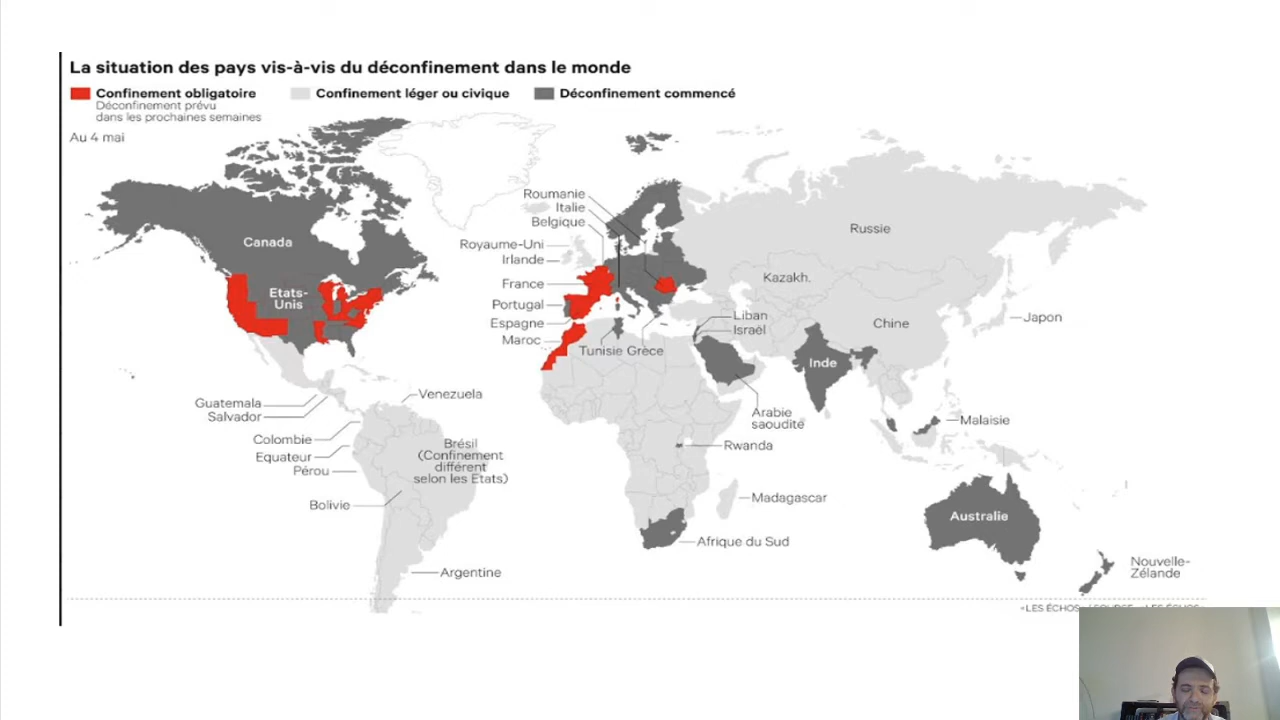 La situation des pays vis-à-vis du déconfinement dans le monde
Confinement obligatoire
Déconfinement prévu
dans les prochaines semaines
Confinement léger ou civique
Déconfinement commencé
Au 4 mai
Canada
Etats-
Unis
Roumanie
Italie
Belgique
Royaume-Uni
Irlande
France
Portugal
Espagne
Maroc
Tunisie
Grèce
Russie
Kazakh.
Chine
Japon
Liban
Israël
Inde
Arabie
saoudite
Malaisie
Rwanda
Madagascar
Afrique du Sud
Australie
Nouvelle-
Zélande
Guatemala
Salvador
Venezuela
Colombie
Equateur
Pérou
Brésil
(Confinement
différent
selon les Etats)
Bolivie
Argentine
«LES ÉCHOS